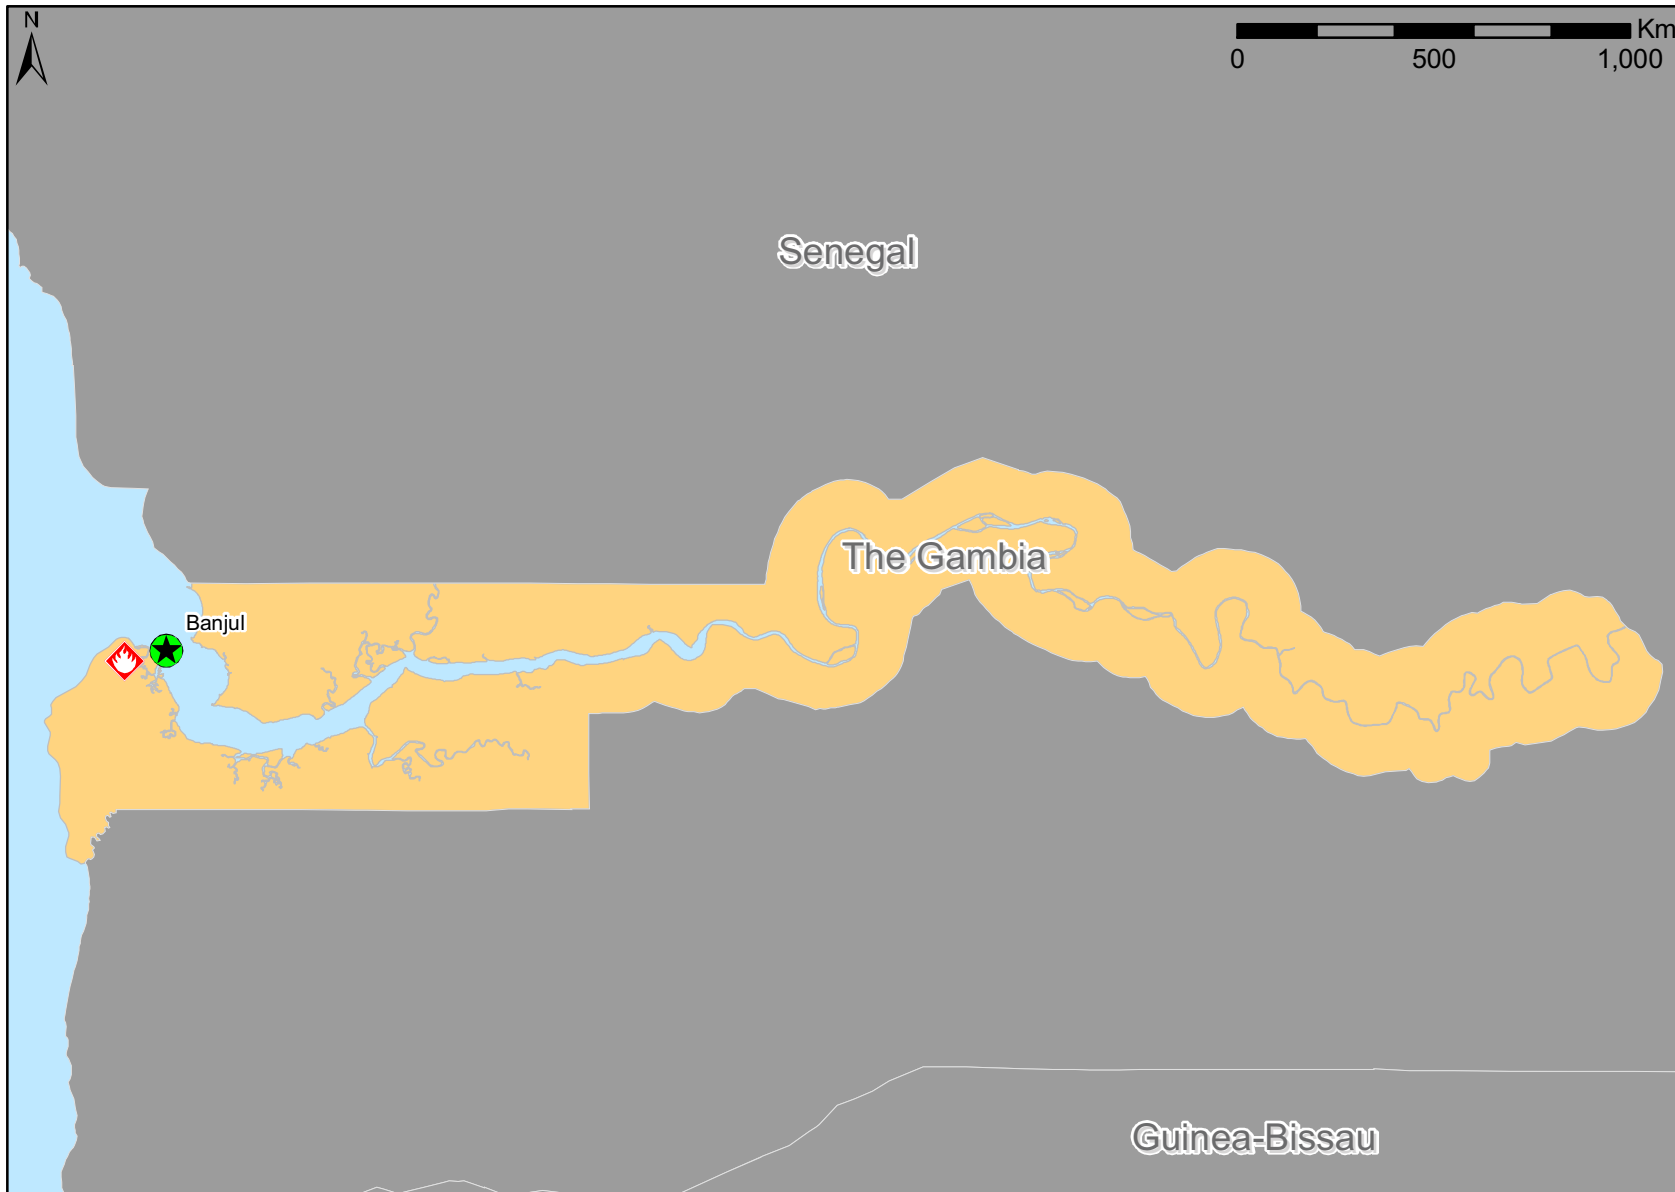 N
Km
0 500 1,000
Senegal
The Gambia
Banjul
Guinea-Bissau